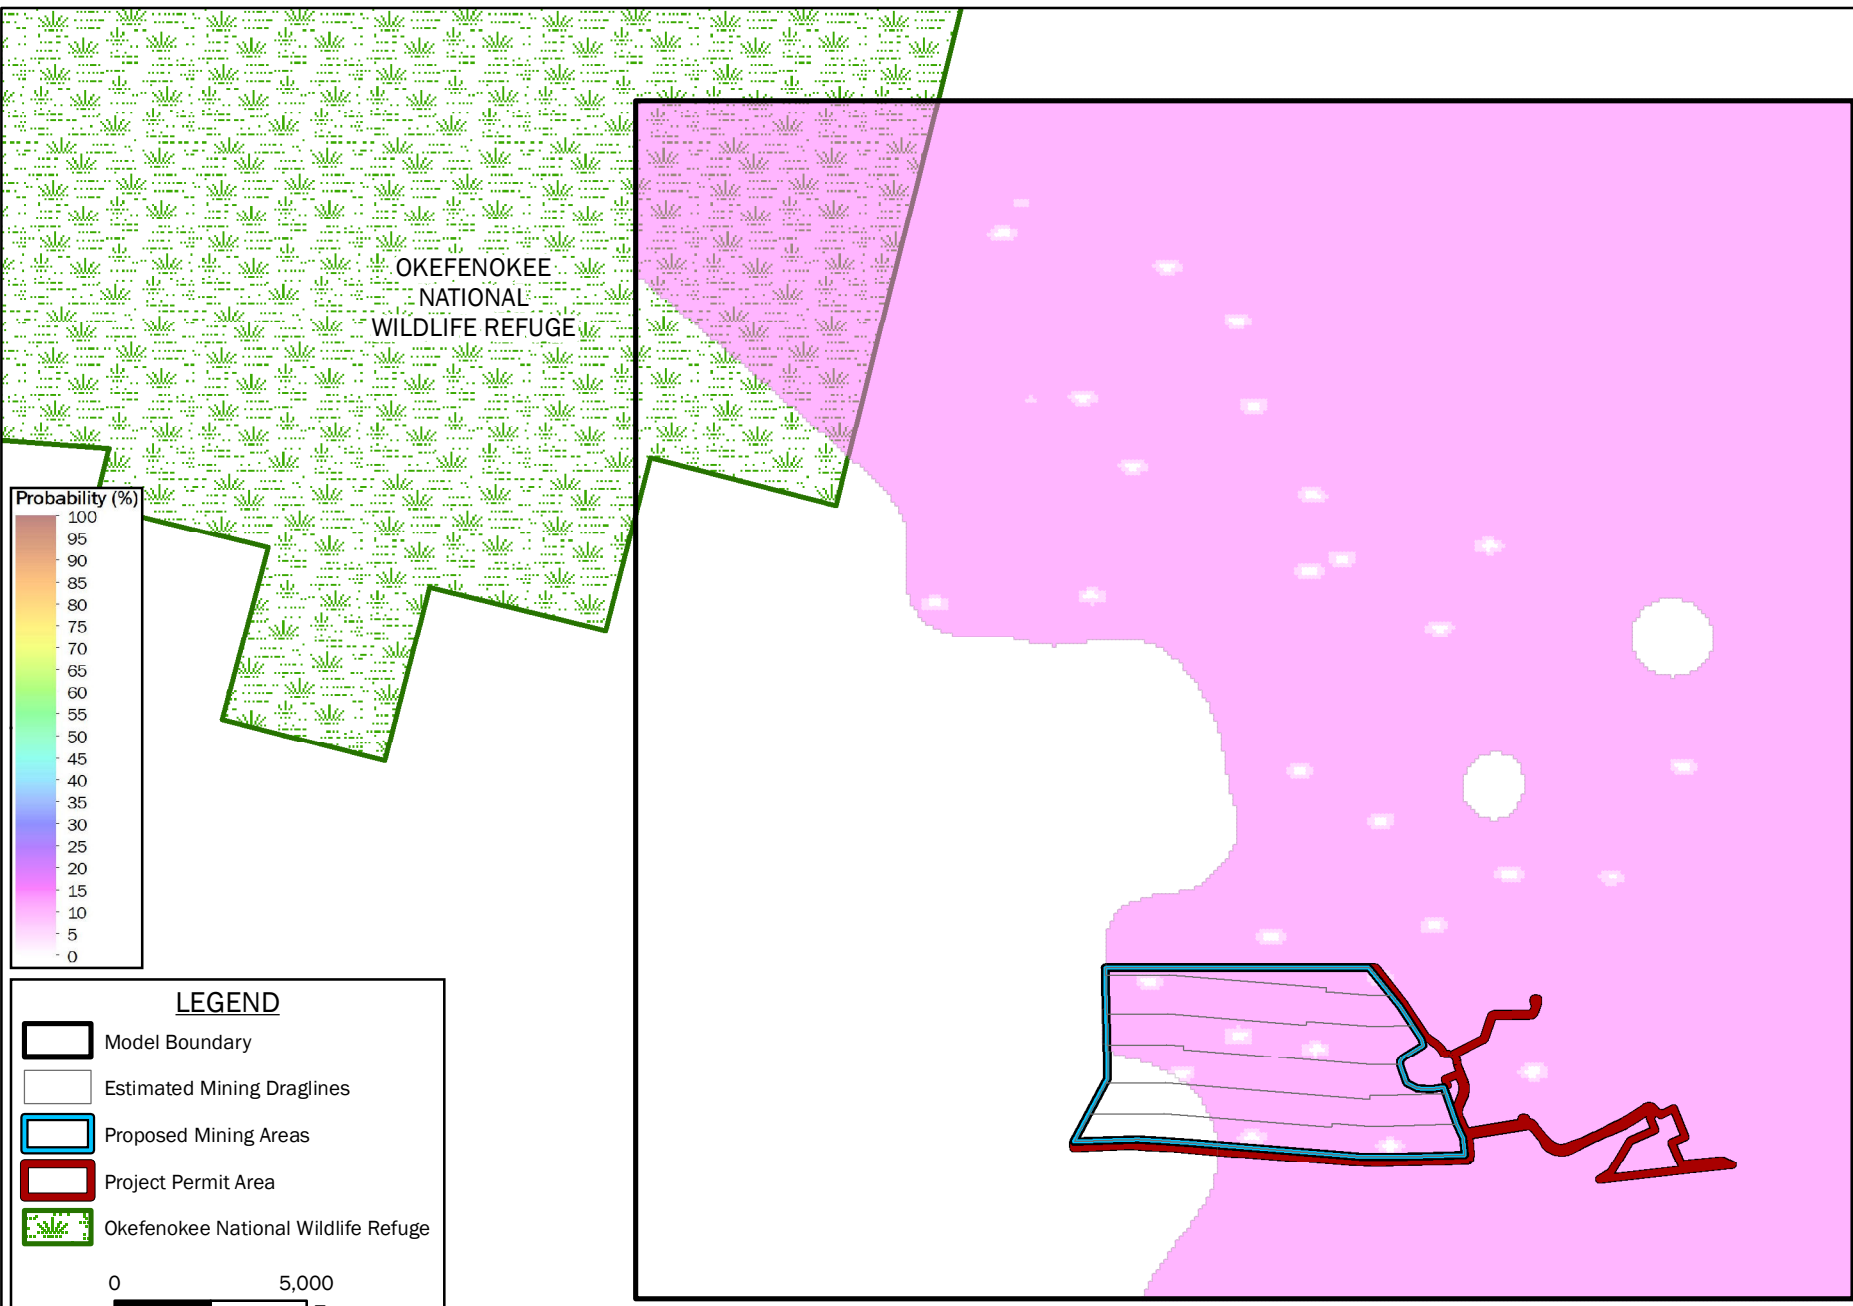 OKEFENOKEE
NATIONAL
WILDLIFE REFUGE
Probability (%)
100
95
90
85
80
75
70
65
60
55
50
45
40
35
30
25
20
15
10
5
0
LEGEND
Model Boundary
Estimated Mining Draglines
Proposed Mining Areas
Project Permit Area
Okefenokee National Wildlife Refuge
0 5,000